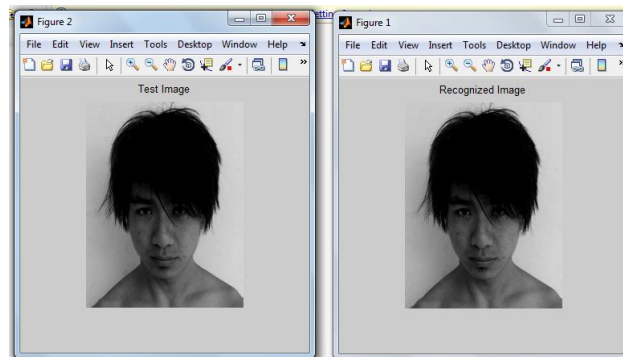 Figure 2
File Edit View Insert Tools Desktop Window Help
Test Image
Figure 1
File Edit View Insert Tools Desktop Window Help
Recognized Image